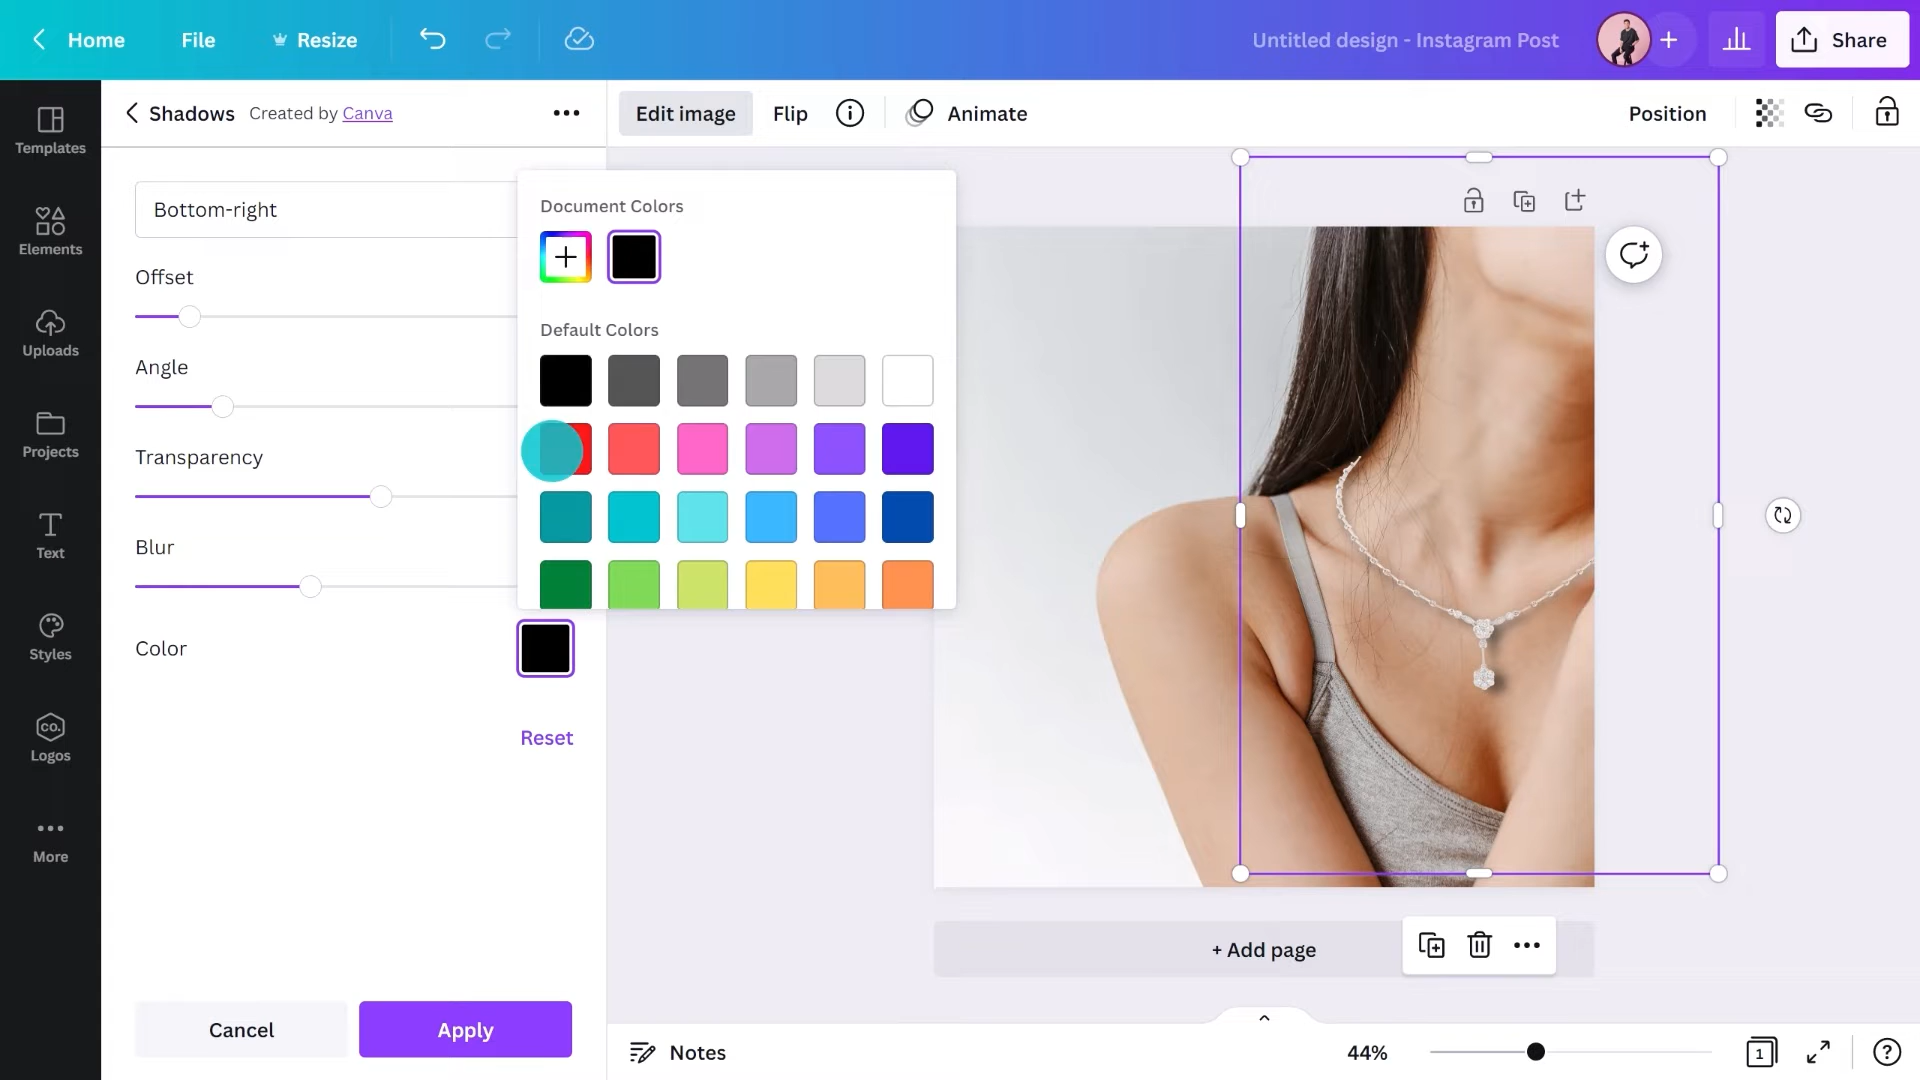 Home
File
Resize
Untitled design - Instagram Post
Share
Templates
Elements
Uploads
Projects
Text
Styles
CO.
Logos
More
Shadows
Created by Canva
Bottom-right
Offset
Angle
Transparency
Blur
Color
Reset
Cancel
Apply
Document Colors
Default Colors
Edit image
Flip
Animate
Position
+ Add page
Notes
44%
1